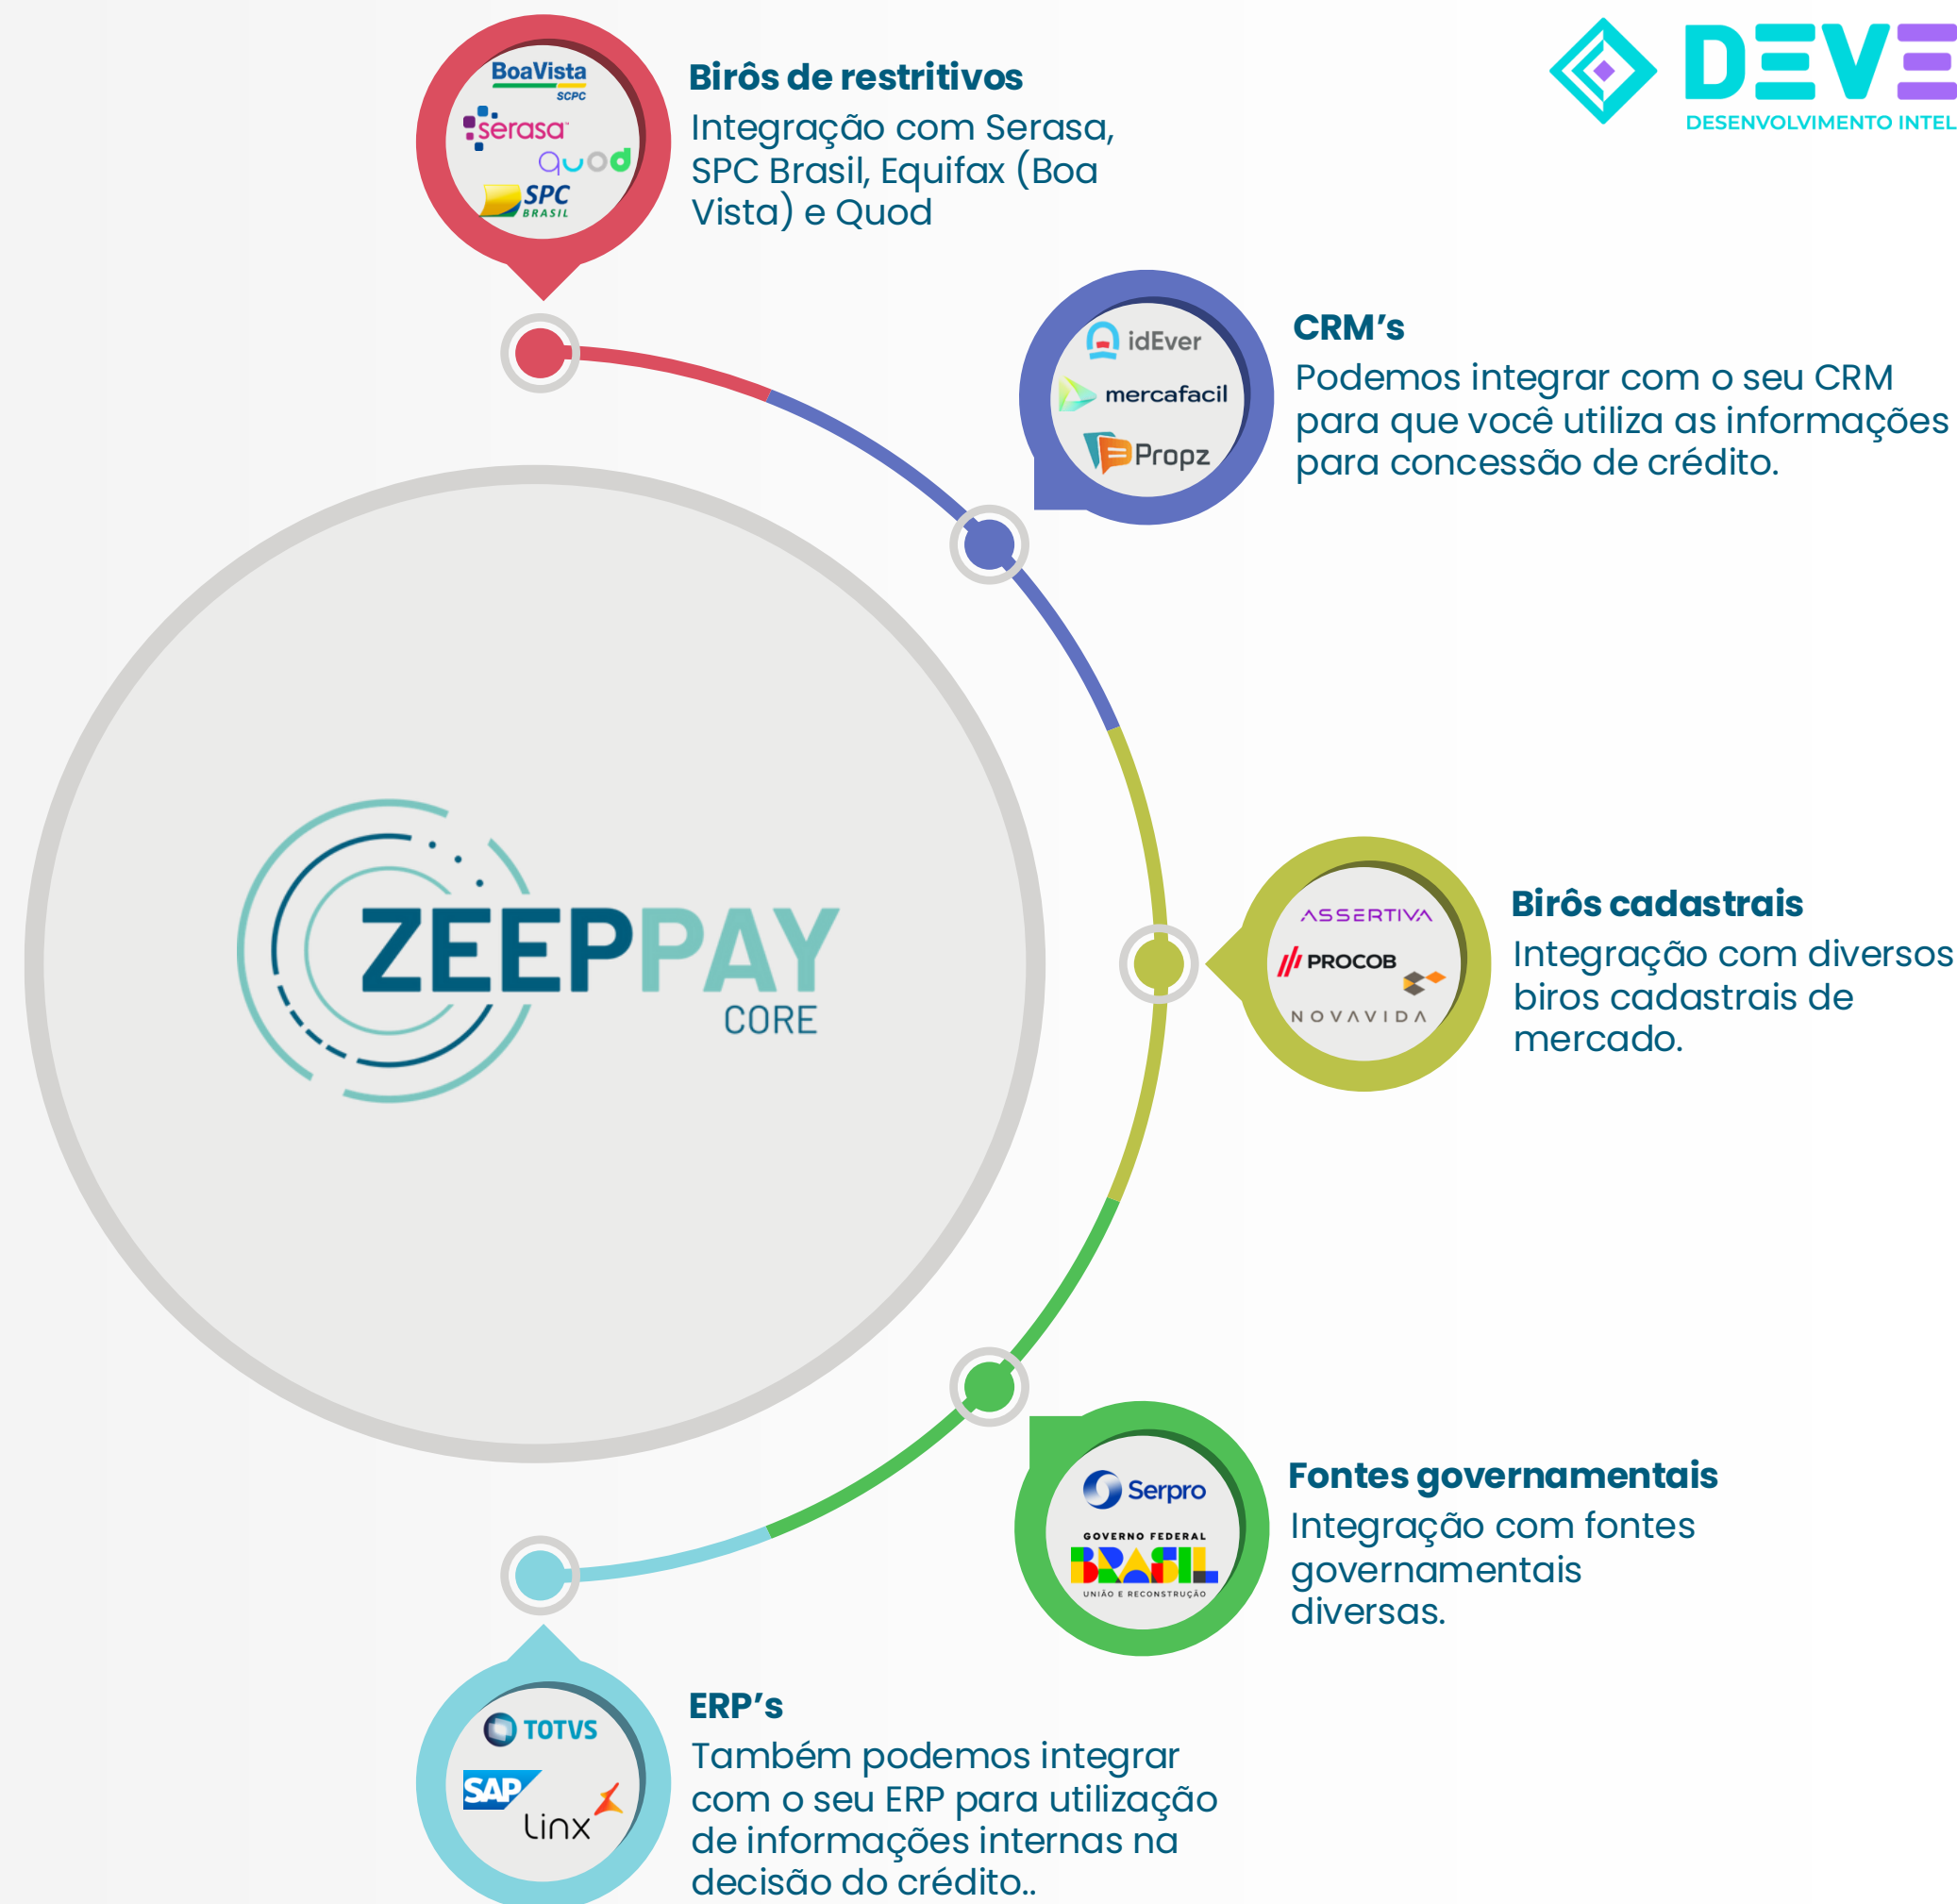 BoaVista
SCPC
serasa
quod
SPC
BRASIL
Birôs de restritivos
Integração com Serasa,
SPC Brasil, Equifax (Boa
Vista) e Quod
DEVE
DESENVOLVIMENTO INTEL
idEver
mercafacil
Propz
CRM’s
Podemos integrar com o seu CRM
para que você utiliza as informações
para concessão de crédito.
ZEEPPAY
CORE
ASSERTIVA
PROCOB
NOVAVIDA
Birôs cadastrais
Integração com diversos
biros cadastrais de
mercado.
Serpro
GOVERNO FEDERAL
BRASIL
UNIÃO E RECONSTRUÇÃO
Fontes governamentais
Integração com fontes
governamentais
diversas.
TOTVS
SAP
Linx
ERP’s
Também podemos integrar
com o seu ERP para utilização
de informações internas na
decisão do crédito..